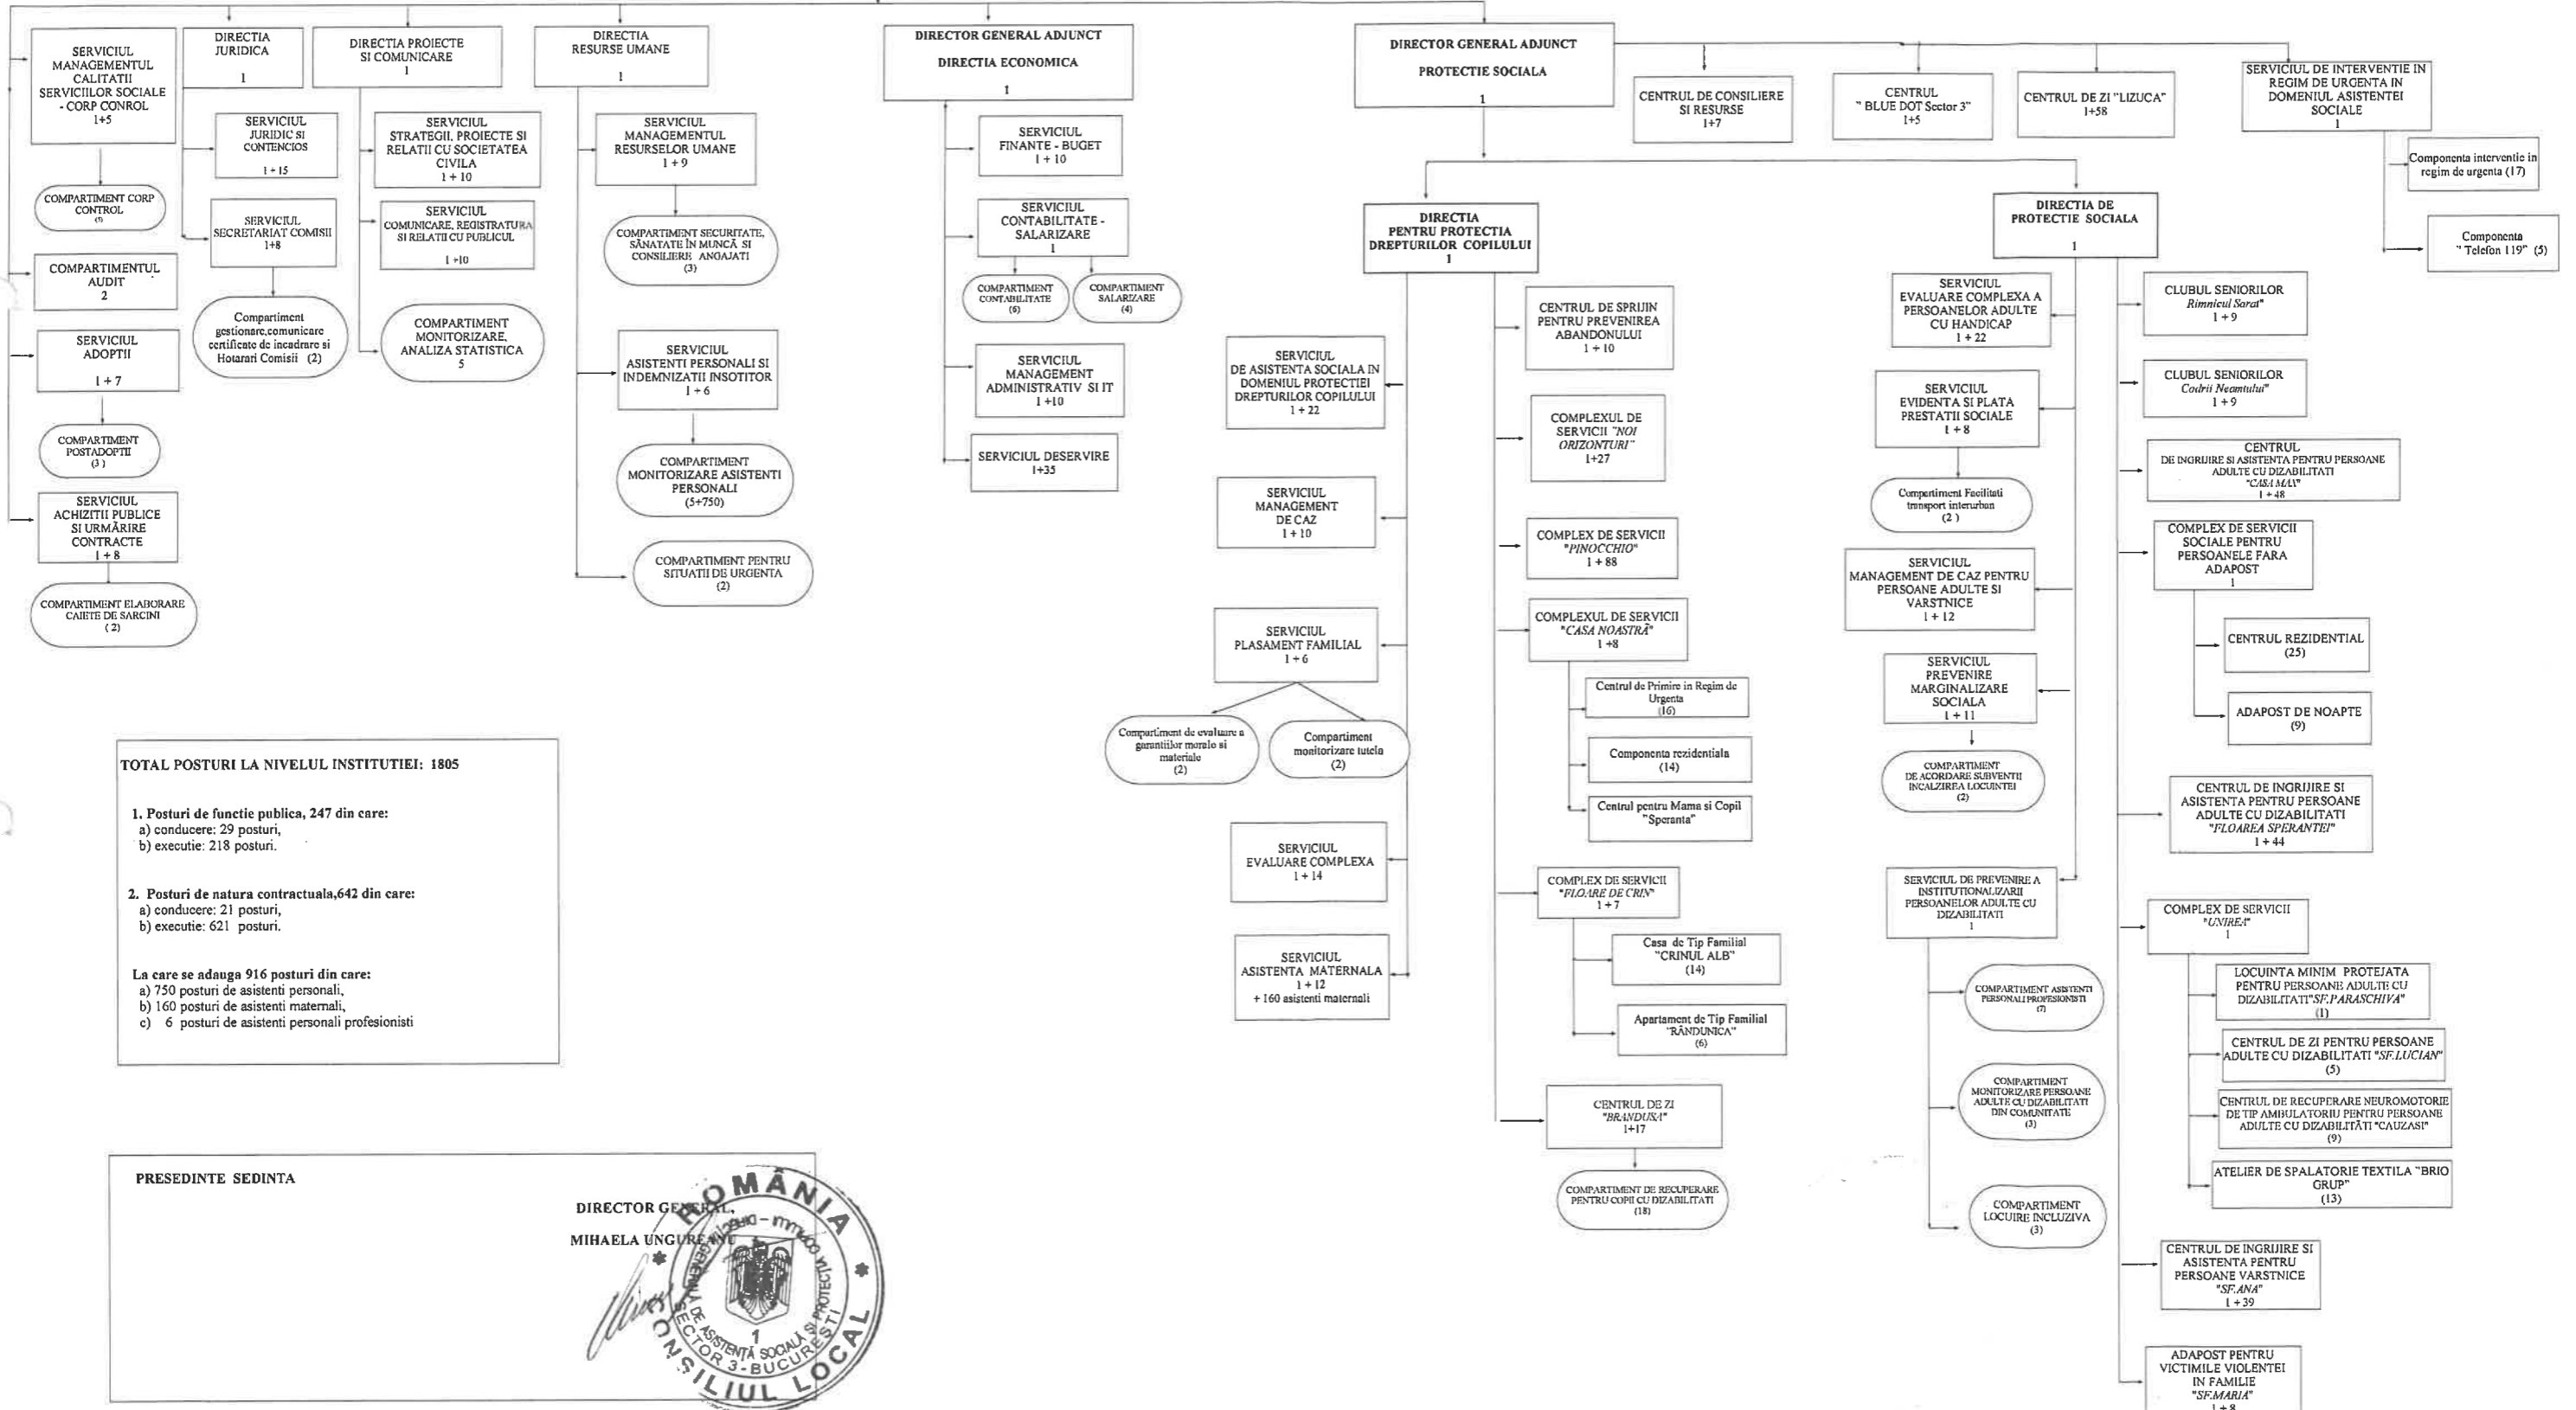 SERVICIUL
MANAGEMENTUL
CALITATII
SERVICIILOR SOCIALE
- CORP CONROL
1+5
COMPARTIMENT CORP
CONTROL
COMPARTIMENTUL
AUDIT
2
SERVICIUL
ADOPTII
1 + 7
COMPARTIMENT
POSTADOPTII
(3)
SERVICIUL
ACHIZITII PUBLICE
SI URMĂRIRE
CONTRACTE
1 + 8
COMPARTIMENT ELABORARE
CAIETE DE SARCINI
(2)
DIRECTIA
JURIDICA
1
SERVICIUL
JURIDIC SI
CONTENCIOS
1 + 15
SERVICIUL
SECRETARIAT COMISII
1+8
Compartiment
gestionare,comunicare
certificate de incadrare si
Hotarari Comisii (2)
DIRECTIA PROIECTE
SI COMUNICARE
1
SERVICIUL
STRATEGII, PROIECTE SI
RELATII CU SOCIETATEA
CIVILA
1 + 10
SERVICIUL
COMUNICARE, REGISTRATURA
SI RELATII CU PUBLICUL
1 +10
COMPARTIMENT
MONITORIZARE,
ANALIZA STATISTICA
5
DIRECTIA
RESURSE UMANE
1
SERVICIUL
MANAGEMENTUL
RESURSELOR UMANE
1 + 9
COMPARTIMENT SECURITATE,
SĂNATATE ÎN MUNCĂ SI
CONSILIERE ANGAJATI
(3)
SERVICIUL
ASISTENTI PERSONALI SI
INDEMNIZATII INSOTITOR
1 + 6
COMPARTIMENT
MONITORIZARE ASISTENTI
PERSONALI
(5+750)
COMPARTIMENT PENTRU
SITUATII DE URGENTA
(2)
DIRECTOR GENERAL ADJUNCT
DIRECTIA ECONOMICA
1
SERVICIUL
FINANTE - BUGET
1 + 10
SERVICIUL
CONTABILITATE -
SALARIZARE
1
COMPARTIMENT
CONTABILITATE
(6)
COMPARTIMENT
SALARIZARE
(4)
SERVICIUL
MANAGEMENT
ADMINISTRATIV SI IT
1 +10
SERVICIUL DESERVIRE
1+35
DIRECTOR GENERAL ADJUNCT
PROTECTIE SOCIALA
1
CENTRUL DE CONSILIERE
SI RESURSE
1+7
CENTRUL
" BLUE DOT Sector 3"
1+5
CENTRUL DE ZI "LIZUCA"
1+58
SERVICIUL DE INTERVENTIE IN
REGIM DE URGENTA IN
DOMENIUL ASISTENTEI
SOCIALE
1
Componenta interventie in
regim de urgenta (17)
Componenta
" Telefon 119" (5)
DIRECTIA
PENTRU PROTECTIA
DREPTURILOR COPILULUI
1
SERVICIUL
DE ASISTENTA SOCIALA IN
DOMENIUL PROTECTIEI
DREPTURILOR COPILULUI
1 + 22
SERVICIUL
MANAGEMENT
DE CAZ
1 + 10
SERVICIUL
PLASAMENT FAMILIAL
1 + 6
Compartiment de evaluare a
garantiilor morale si
materiale
(2)
Compartiment
monitorizare tutela
(2)
SERVICIUL
EVALUARE COMPLEXA
1 + 14
SERVICIUL
ASISTENTA MATERNALA
1 + 12
+ 160 asistenti maternali
CENTRUL DE SPRIJIN
PENTRU PREVENIREA
ABANDONULUI
1 + 10
COMPLEXUL DE
SERVICII "NOI
ORIZONTURI"
1+27
COMPLEX DE SERVICII
"PINOCCHIO"
1 + 88
COMPLEXUL DE SERVICII
"CASA NOASTRĂ"
1 +8
Centrul de Primire in Regim de
Urgenta
(16)
Componenta rezidentiala
(14)
Centrul pentru Mama si Copil
"Speranta"
COMPLEX DE SERVICII
"FLOARE DE CRIN"
1 + 7
Casa de Tip Familial
"CRINUL ALB"
(14)
Apartament de Tip Familial
"RÂNDUNICA"
(6)
CENTRUL DE ZI
"BRANDUSA"
1+17
COMPARTIMENT DE RECUPERARE
PENTRU COPII CU DIZABILITATI
(18)
DIRECTIA DE
PROTECTIE SOCIALA
1
SERVICIUL
EVALUARE COMPLEXA A
PERSOANELOR ADULTE
CU HANDICAP
1 + 22
SERVICIUL
EVIDENTA SI PLATA
PRESTATII SOCIALE
1 + 8
Compartiment Facilitati
transport interurban
(2)
SERVICIUL
MANAGEMENT DE CAZ PENTRU
PERSOANE ADULTE SI
VARSTNICE
1 + 12
SERVICIUL
PREVENIRE
MARGINALIZARE
SOCIALA
1 + 11
COMPARTIMENT
DE ACORDARE SUBVENTII
INCALZIREA LOCUINTEI
(2)
SERVICIUL DE PREVENIRE A
INSTITUTIONALIZARII
PERSOANELOR ADULTE CU
DIZABILITATI
1
COMPARTIMENT ASISTENTI
PERSONALI PROFESIONISTI
(7)
COMPARTIMENT
MONITORIZARE PERSOANE
ADULTE CU DIZABILITATI
DIN COMUNITATE
(3)
COMPARTIMENT
LOCUIRE INCLUZIVA
(3)
CLUBUL SENIORILOR
Rimnicul Sarat"
1 + 9
CLUBUL SENIORILOR
Codrii Neamtului"
1 + 9
CENTRUL
DE INGRIJIRE SI ASISTENTA PENTRU PERSOANE
ADULTE CU DIZABILITATI
"CASA MAX"
1 + 48
COMPLEX DE SERVICII
SOCIALE PENTRU
PERSOANELE FARA
ADAPOST
1
CENTRUL REZIDENTIAL
(25)
ADAPOST DE NOAPTE
(9)
CENTRUL DE INGRIJIRE SI
ASISTENTA PENTRU PERSOANE
ADULTE CU DIZABILITATI
"FLOAREA SPERANTEI"
1 + 44
COMPLEX DE SERVICII
"UNIREA"
1
LOCUINTA MINIM PROTEJATA
PENTRU PERSOANE ADULTE CU
DIZABILITATI"SF.PARASCHIVA"
(1)
CENTRUL DE ZI PENTRU PERSOANE
ADULTE CU DIZABILITATI "SF.LUCIAN"
(5)
CENTRUL DE RECUPERARE NEUROMOTORIE
DE TIP AMBULATORIU PENTRU PERSOANE
ADULTE CU DIZABILITĂTI "CAUZASI"
(9)
ATELIER DE SPALATORIE TEXTILA "BRIO
GRUP"
(13)
CENTRUL DE INGRIJIRE SI
ASISTENTA PENTRU
PERSOANE VARSTNICE
"SF.ANA"
1 + 39
ADAPOST PENTRU
VICTIMILE VIOLENTEI
IN FAMILIE
"SF.MARIA"
1 + 8
TOTAL POSTURI LA NIVELUL INSTITUTIEI: 1805
1. Posturi de functie publica, 247 din care:
a) conducere: 29 posturi,
b) executie: 218 posturi.
2. Posturi de natura contractuala,642 din care:
a) conducere: 21 posturi,
b) executie: 621 posturi.
La care se adauga 916 posturi din care:
a) 750 posturi de asistenti personali,
b) 160 posturi de asistenti maternali,
c) 6 posturi de asistenti personali profesionisti
PRESEDINTE SEDINTA
DIRECTOR GENERAL,
MIHAELA UNGUREANU
ROMÂNIA
CONSILIUL LOCAL
DIRECȚIA GENERALĂ DE ASISTENȚĂ SOCIALĂ ȘI PROTECȚIA COPILULUI
SECTOR 3 - BUCUREȘTI
1